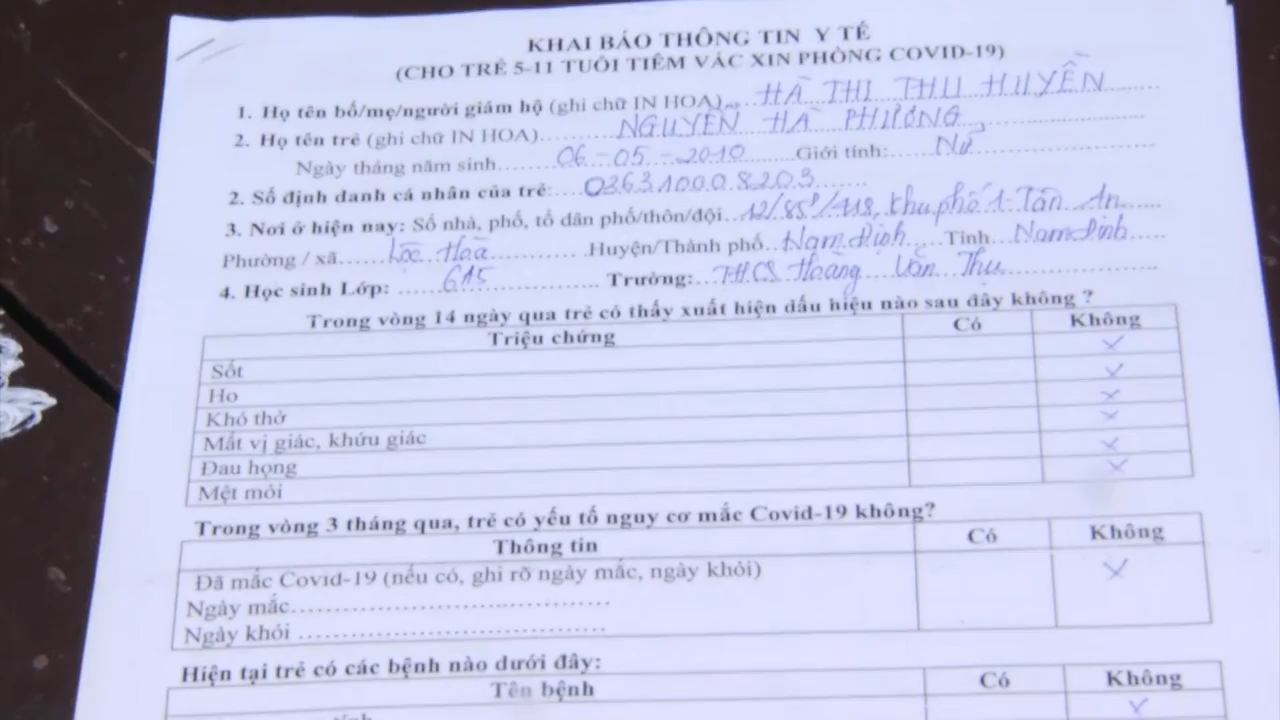 KHAI BÁO THÔNG TIN Y TẾ
(CHO TRẺ 5-11 TUỔI TIÊM VẮC XIN PHÒNG COVID-19)
1. Họ tên bố/mẹ/người giám hộ (ghi chữ IN HOA)... HÀ THỊ THU HUYỀN
2. Họ tên trẻ (ghi chữ IN HOA)... NGUYỄN HÀ PHƯƠNG
Ngày tháng năm sinh... 06-05-2010 ... Giới tính:... Nữ
2. Số định danh cá nhân của trẻ:... 036310008203
3. Nơi ở hiện nay: Số nhà, phố, tổ dân phố/thôn/đội... khu phố 1 - Tân An
Phường / xã... Lộc Hoà ... Huyện/Thành phố... Nam Định ... Tỉnh... Nam Định
4. Học sinh Lớp: ... 6A5 ... Trường:... THCS Hoàng Văn Thụ
Trong vòng 14 ngày qua trẻ có thấy xuất hiện dấu hiệu nào sau đây không ?
Triệu chứng Có Không
Sốt
Ho
Khó thở
Mất vị giác, khứu giác
Đau họng
Mệt mỏi
Trong vòng 3 tháng qua, trẻ có yếu tố nguy cơ mắc Covid-19 không?
Thông tin Có Không
Đã mắc Covid-19 (nếu có, ghi rõ ngày mắc, ngày khỏi)
Ngày mắc...
Ngày khỏi ...
Hiện tại trẻ có các bệnh nào dưới đây:
Tên bệnh Có Không